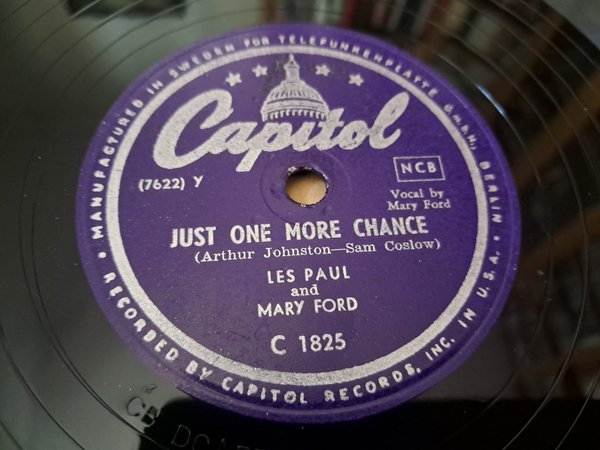 MANUFACTURED IN SWEDEN FOR TELEFUNKENPLATTE G.m.b.H., BERLIN
Capitol
(7622) Y
NCB
Vocal by
Mary Ford
JUST ONE MORE CHANCE
(Arthur Johnston—Sam Coslow)
LES PAUL
and
MARY FORD
C 1825
RECORDED BY CAPITOL RECORDS, INC. IN U.S.A.